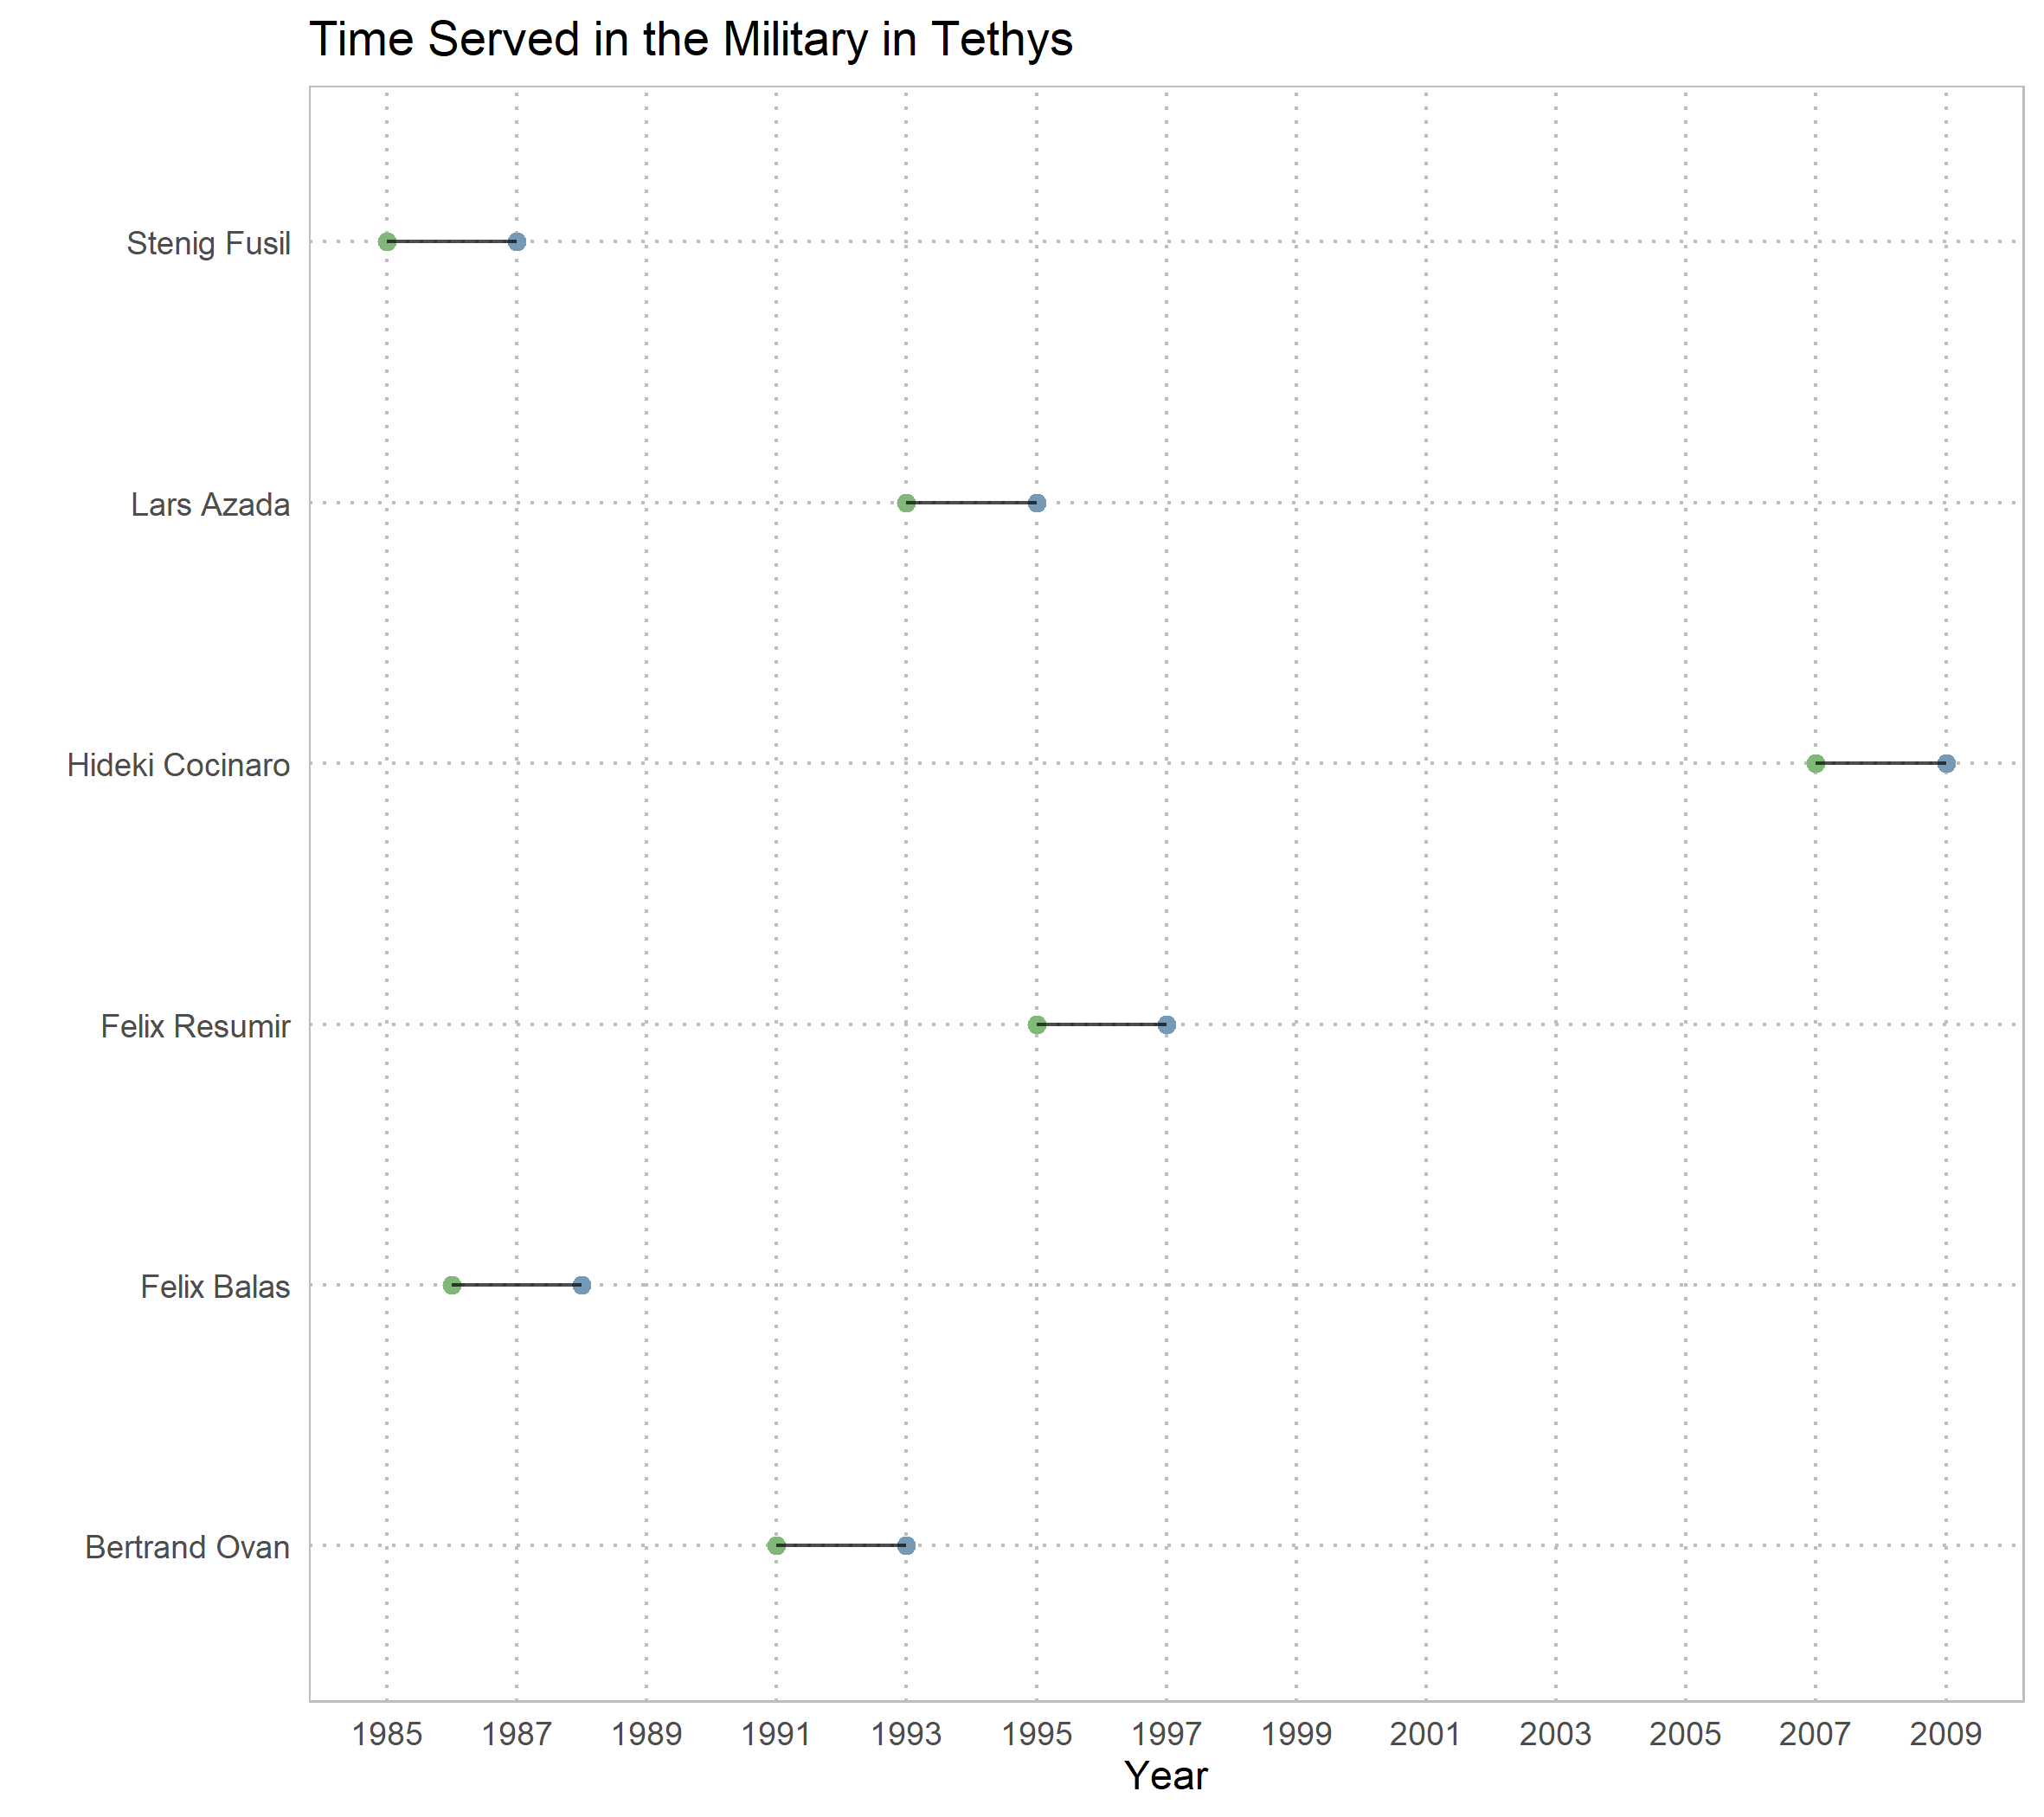 Time Served in the Military in Tethys
Stenig Fusil
Lars Azada
Hideki Cocinaro
Felix Resumir
Felix Balas
Bertrand Ovan
1985 1987 1989 1991 1993 1995 1997 1999 2001 2003 2005 2007 2009
Year